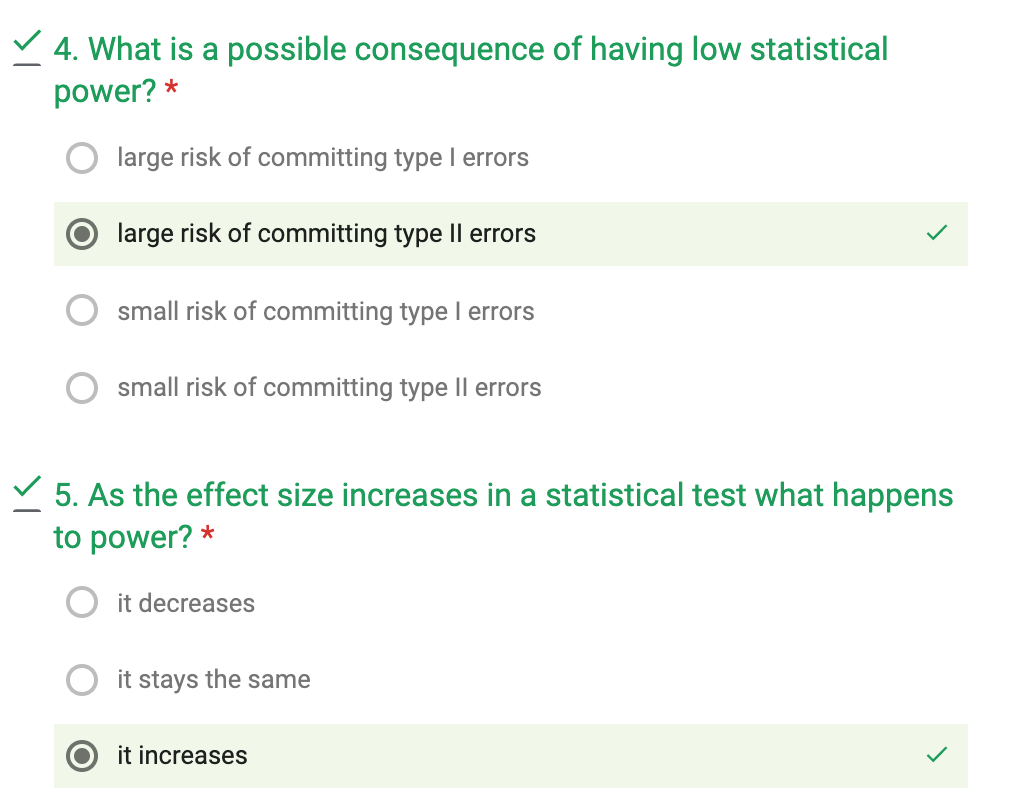 4. What is a possible consequence of having low statistical
power? *
large risk of committing type I errors
large risk of committing type II errors
small risk of committing type I errors
small risk of committing type II errors
5. As the effect size increases in a statistical test what happens
to power? *
it decreases
it stays the same
it increases